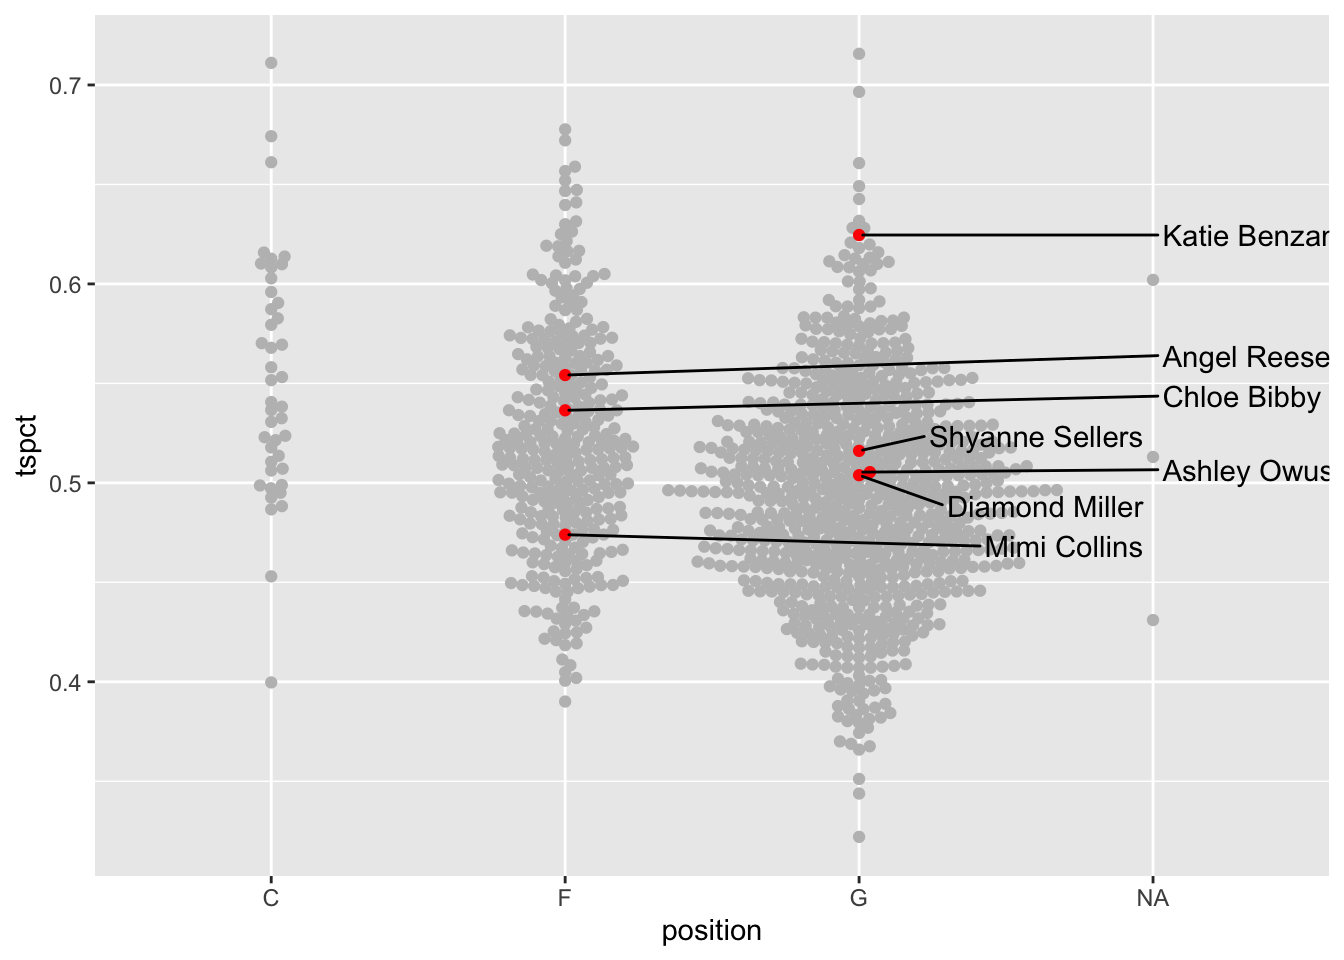 0.7
0.6
0.5
0.4
tspct
Katie Benzar
Angel Reese
Chloe Bibby
Shyanne Sellers
Ashley Owus
Diamond Miller
Mimi Collins
C F G NA
position